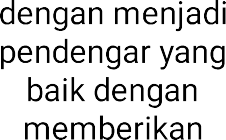 dengan menjadi
pendengar yang
baik dengan
memberikan